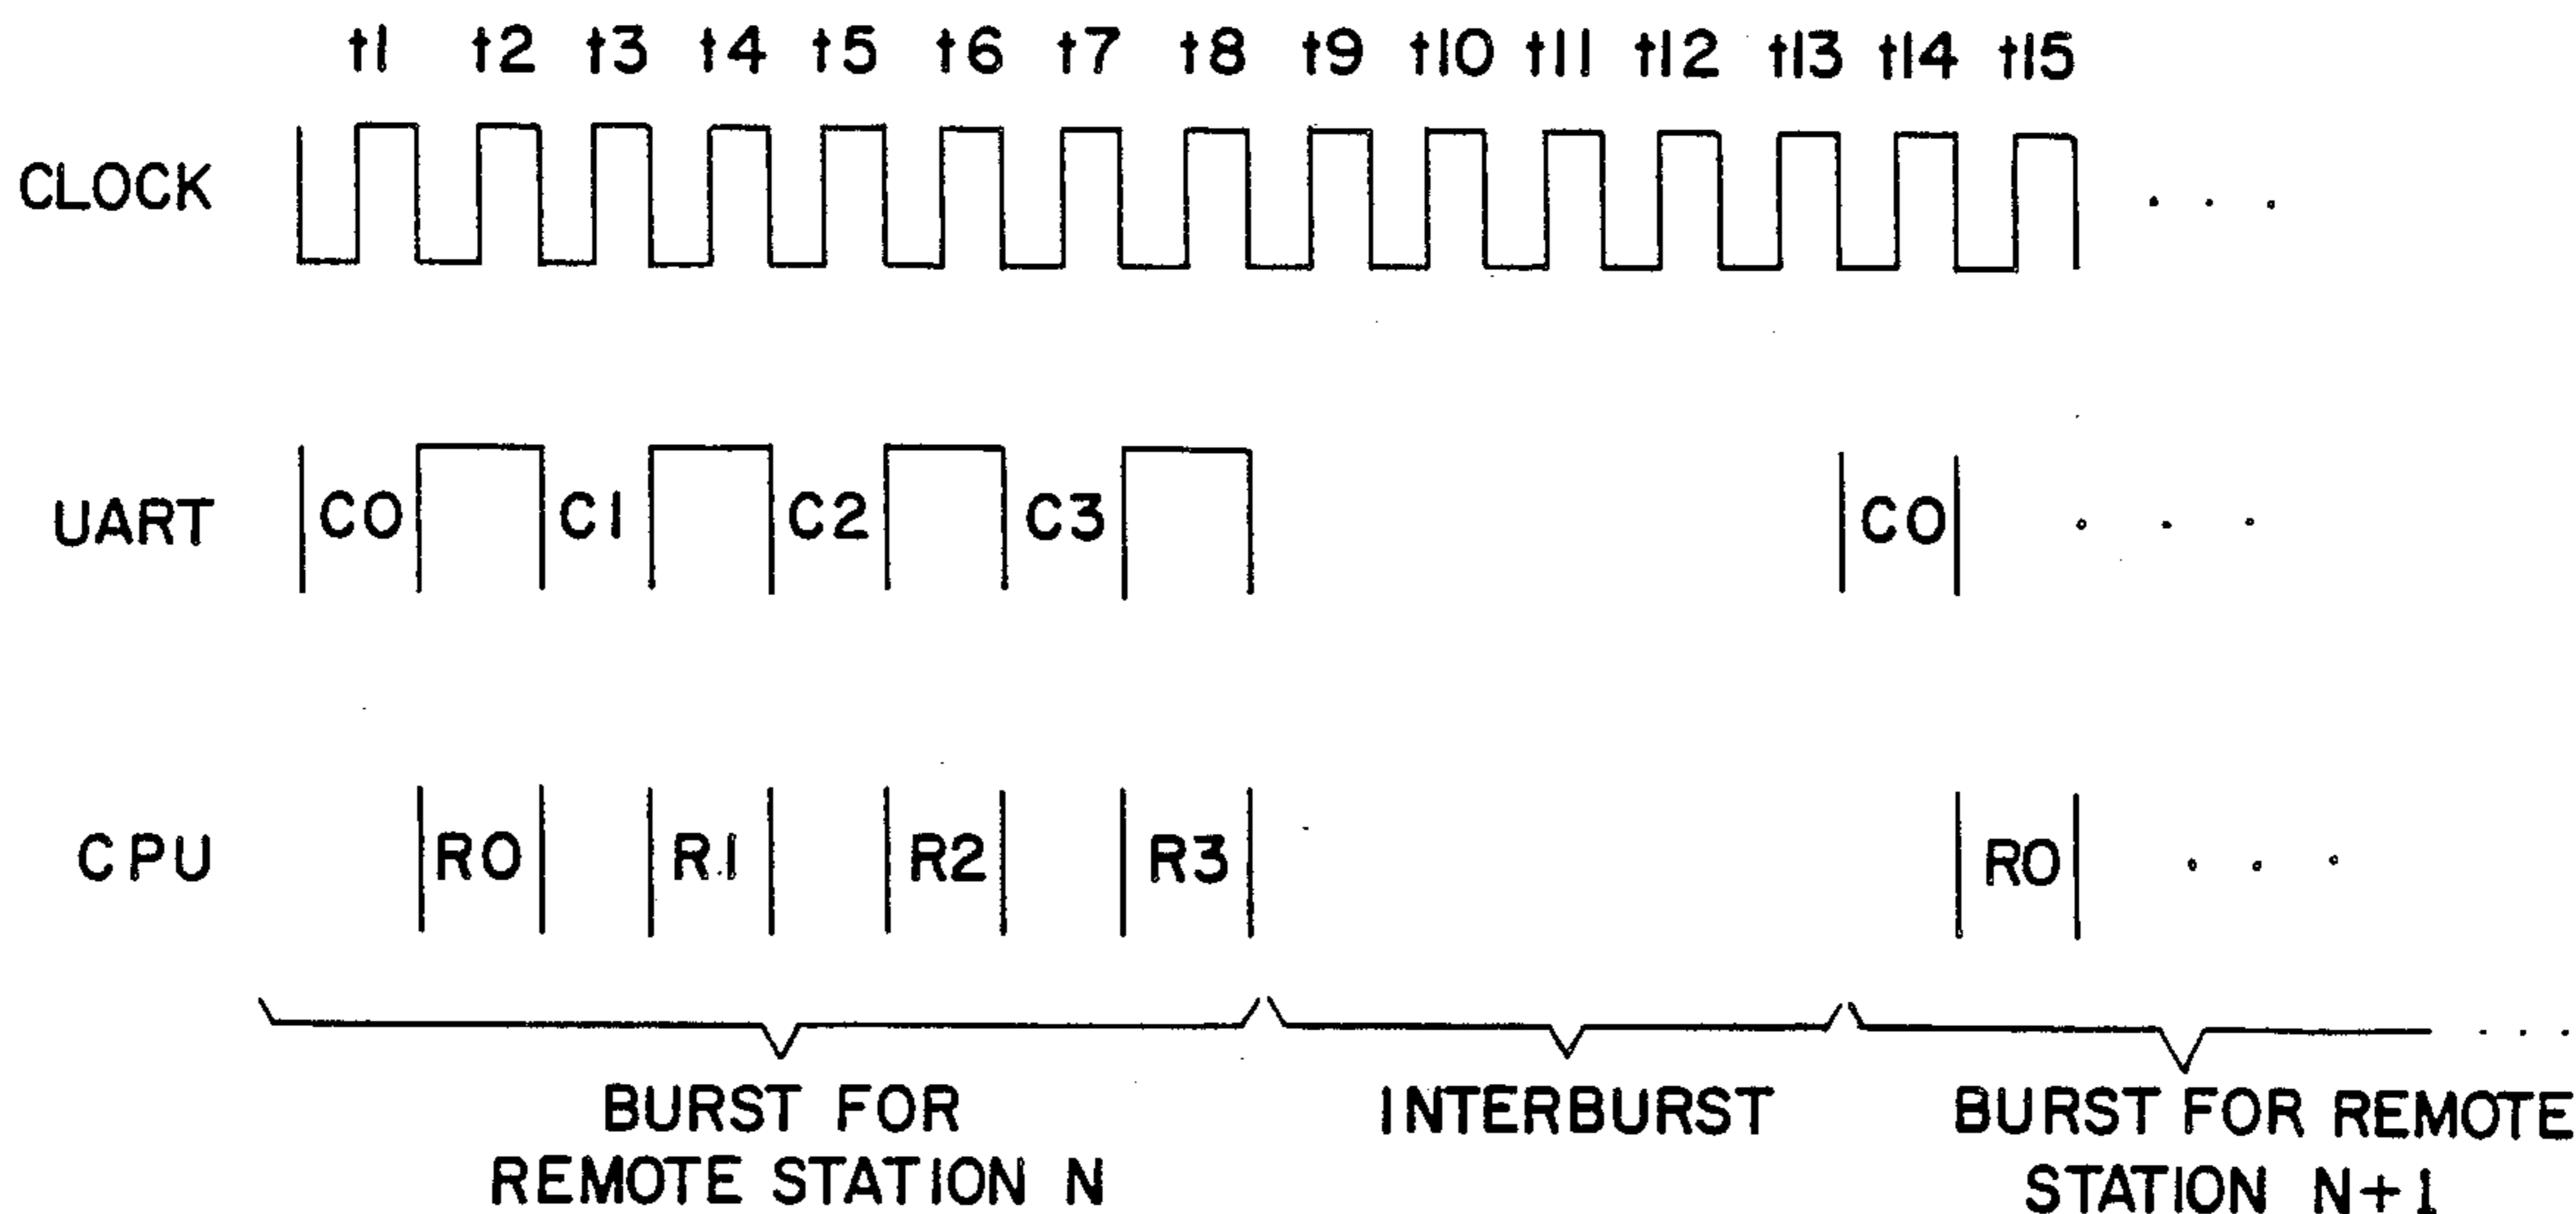 t1 t2 t3 t4 t5 t6 t7 t8 t9 t10 t11 t12 t13 t14 t15
CLOCK . . .
UART C0 C1 C2 C3 C0 . . .
CPU R0 R1 R2 R3 R0 . . .
. . .
BURST FOR
REMOTE STATION N
INTERBURST
BURST FOR REMOTE
STATION N+1